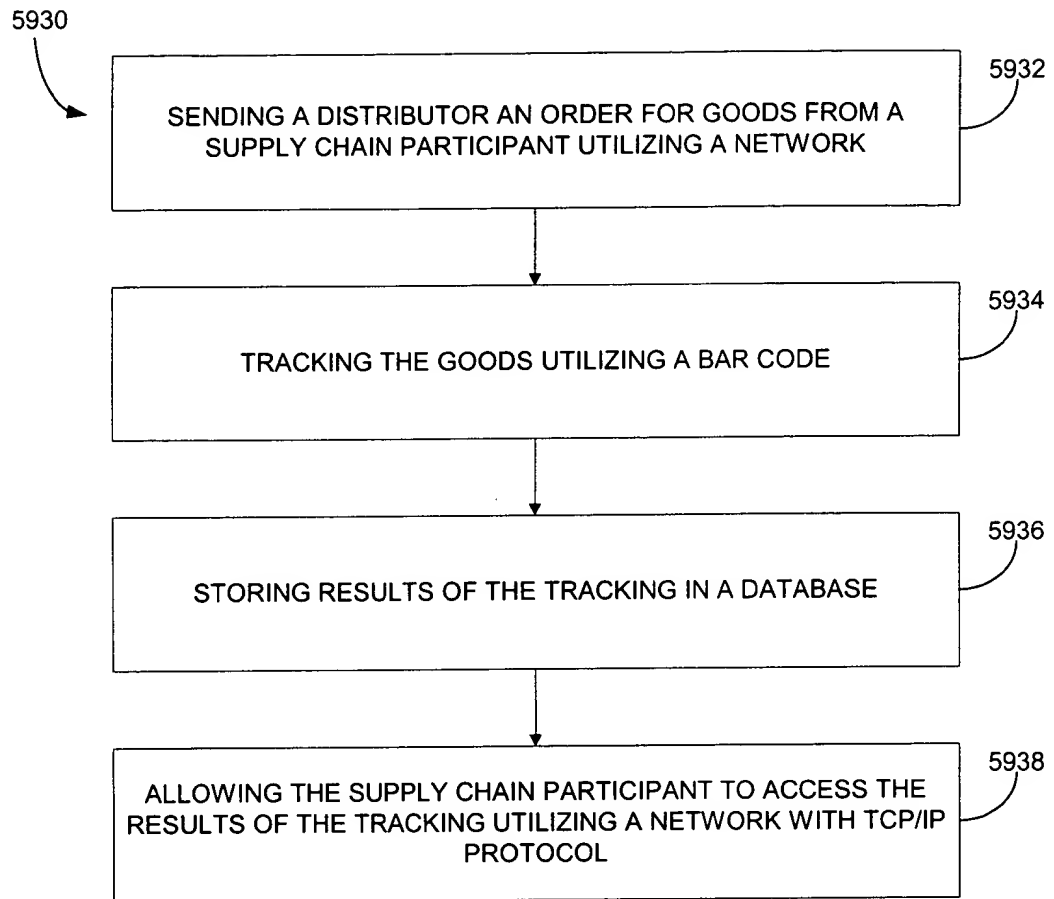 5930
5932
SENDING A DISTRIBUTOR AN ORDER FOR GOODS FROM A
SUPPLY CHAIN PARTICIPANT UTILIZING A NETWORK
5934
TRACKING THE GOODS UTILIZING A BAR CODE
5936
STORING RESULTS OF THE TRACKING IN A DATABASE
5938
ALLOWING THE SUPPLY CHAIN PARTICIPANT TO ACCESS THE
RESULTS OF THE TRACKING UTILIZING A NETWORK WITH TCP/IP
PROTOCOL